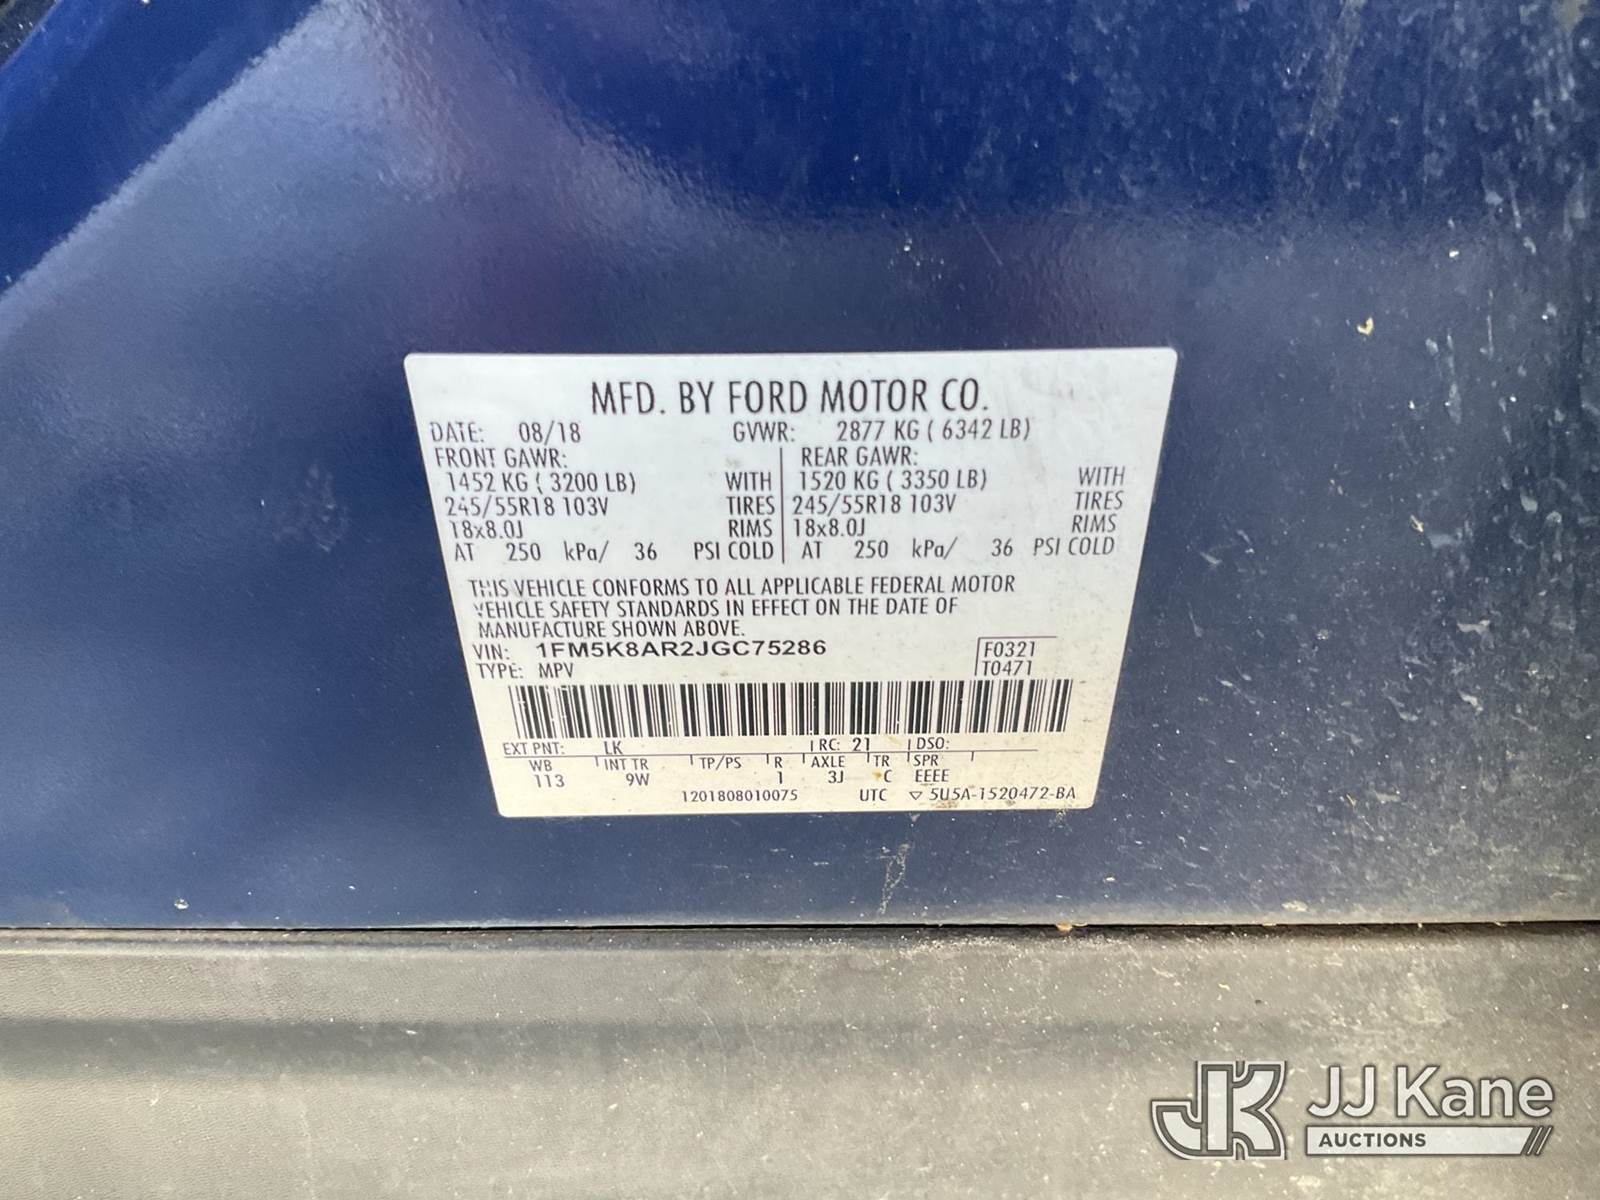 MFD. BY FORD MOTOR CO.
DATE: 08/18 GVWR: 2877 KG ( 6342 LB)
FRONT GAWR: REAR GAWR:
1452 KG ( 3200 LB) WITH 1520 KG ( 3350 LB) WITH
245/55R18 103V TIRES 245/55R18 103V TIRES
18x8.0J RIMS 18x8.0J RIMS
AT 250 kPa/ 36 PSI COLD AT 250 kPa/ 36 PSI COLD
THIS VEHICLE CONFORMS TO ALL APPLICABLE FEDERAL MOTOR
VEHICLE SAFETY STANDARDS IN EFFECT ON THE DATE OF
MANUFACTURE SHOWN ABOVE.
VIN: 1FM5K8AR2JGC75286 F0321
TYPE: MPV T0471
EXT PNT: LK RC: 21 DSO:
WB INT TR TP/PS R AXLE TR SPR
113 9W 1 3J C EEEE
1201808010075 UTC ▽ 5U5A-1520472-BA
JK JJ Kane
AUCTIONS